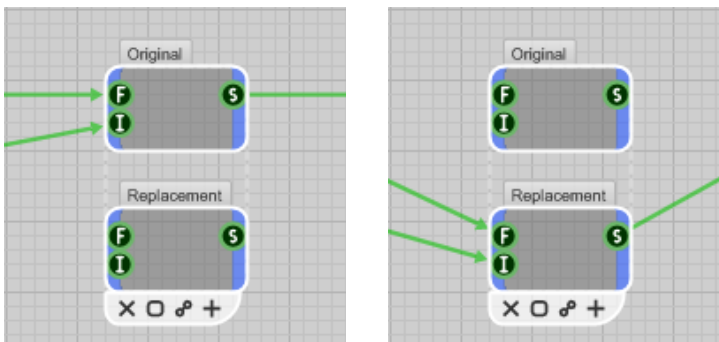 Original
F S
I
Replacement
F S
I
Original
F S
I
Replacement
F S
I